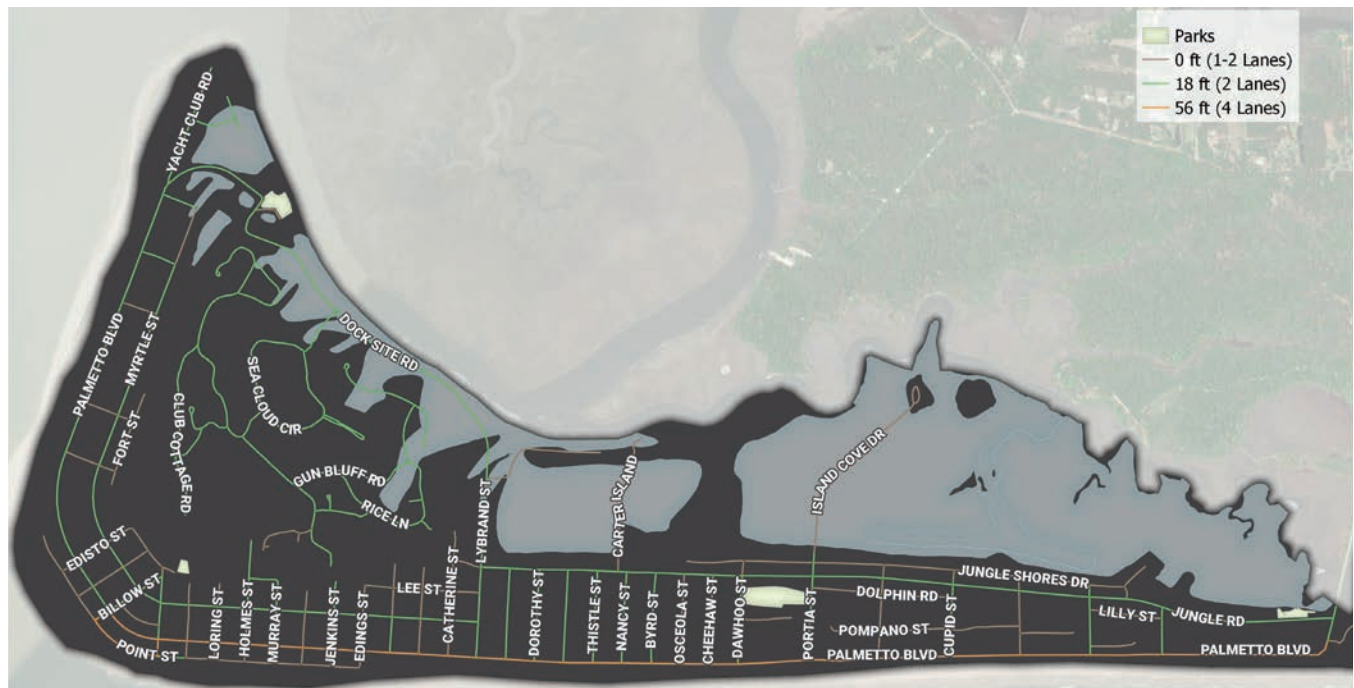 Parks
0 ft (1-2 Lanes)
18 ft (2 Lanes)
56 ft (4 Lanes)
YACHT CLUB RD
PALMETTO BLVD
MYRTLE ST
FORT ST
CLUB COTTAGE RD
SEA CLOUD CIR
DOCK SITE RD
GUN BLUFF RD
RICE LN
EDISTO ST
BILLOW ST
POINT ST
LORING ST
HOLMES ST
MURRAY ST
JENKINS ST
EDINGS ST
LEE ST
CATHERINE ST
LYBRAND ST
DOROTHY ST
THISTLE ST
CARTER ISLAND
NANCY ST
BYRD ST
OSCEOLA ST
CHEEHAW ST
DAWHOO ST
PORTIA ST
ISLAND COVE DR
JUNGLE SHORES DR
DOLPHIN RD
POMPANO ST
CUPID ST
PALMETTO BLVD
LILLY ST
JUNGLE RD
PALMETTO BLVD